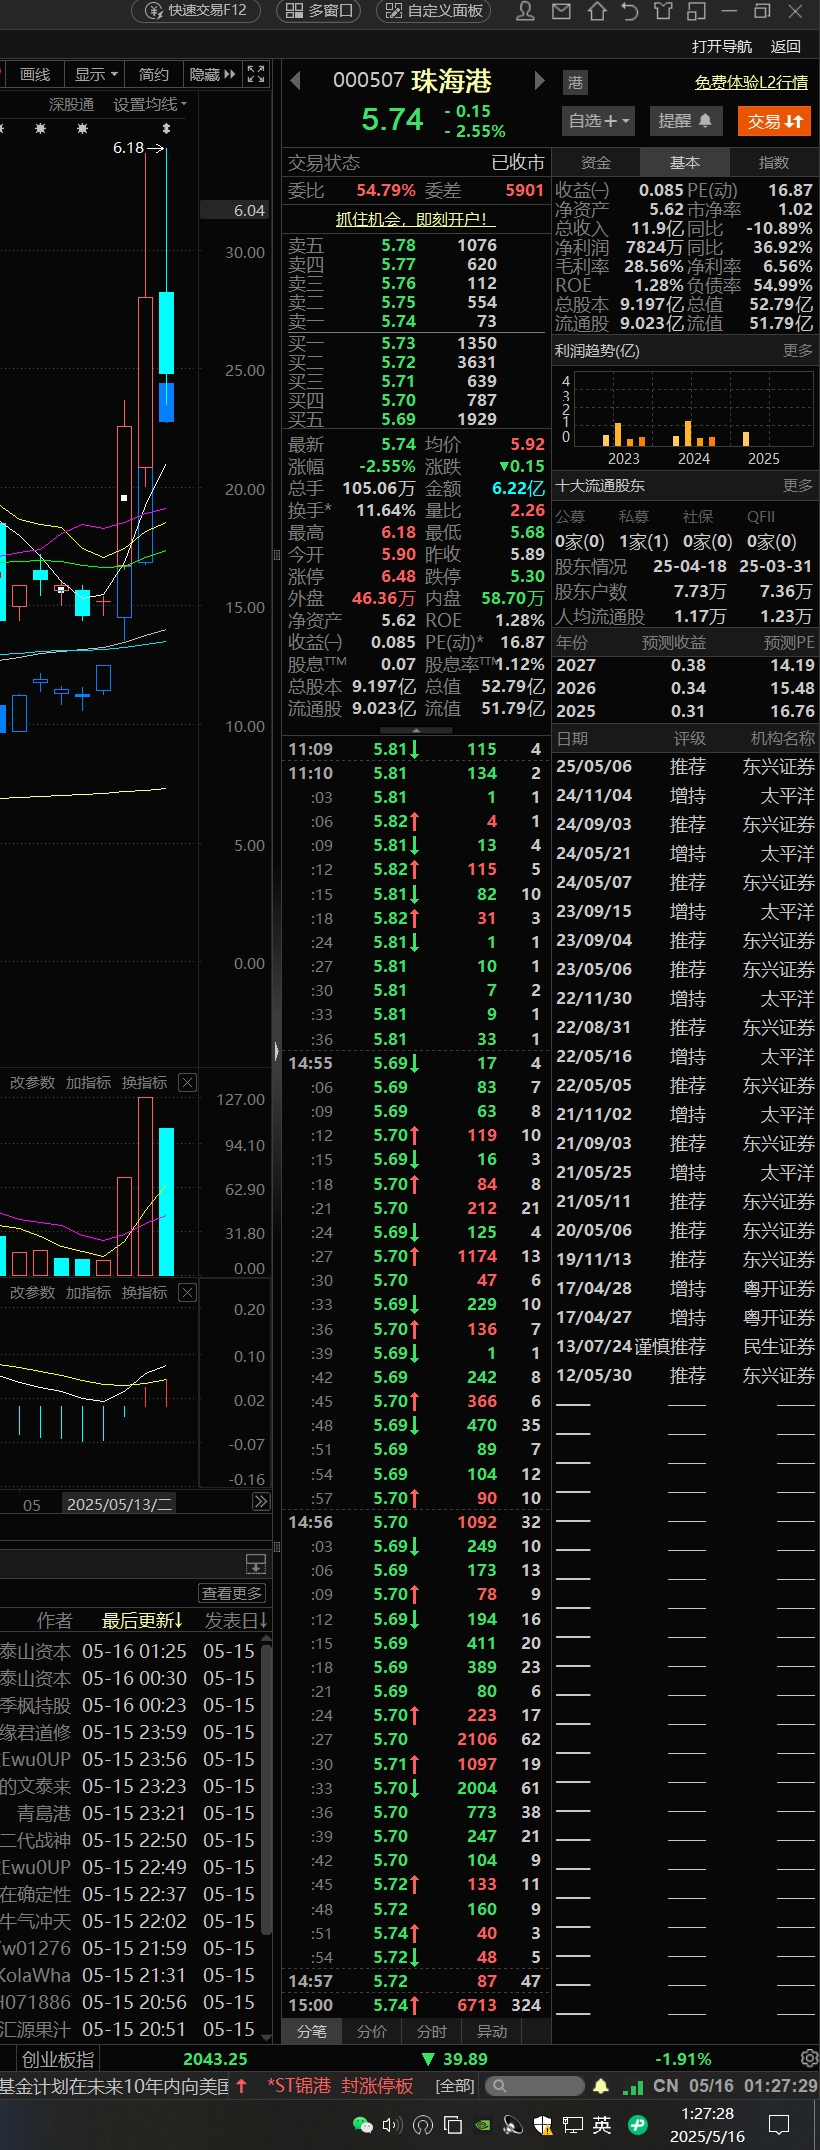 快速交易F12 多窗口 自定义面板
打开导航 返回
画线 显示 简约 隐藏
深股通 设置均线
6.18
6.04
30.00
25.00
20.00
15.00
10.00
5.00
0.00
改参数 加指标 换指标
127.00
94.10
62.90
31.80
0.00
改参数 加指标 换指标
0.20
0.10
0.02
-0.07
-0.16
05 2025/05/13/二
查看更多
作者 最后更新↓ 发表日↓
泰山资本 05-16 01:25 05-15
泰山资本 05-16 00:30 05-15
季枫持股 05-16 00:23 05-15
缘君道修 05-15 23:59 05-15
Ewu0UP 05-15 23:56 05-15
的文泰来 05-15 23:23 05-15
青島港 05-15 23:21 05-15
二代战神 05-15 22:50 05-15
Ewu0UP 05-15 22:49 05-15
在确定性 05-15 22:37 05-15
牛气冲天 05-15 22:02 05-15
w01276 05-15 21:59 05-15
KolaWha 05-15 21:31 05-15
H071886 05-15 20:56 05-15
汇源果汁 05-15 20:51 05-15
000507 珠海港 港 免费体验L2行情
5.74 -0.15
-2.55%
自选+ 提醒 交易
交易状态 已收市
委比 54.79% 委差 5901
抓住机会，即刻开户！
卖五 5.78 1076
卖四 5.77 620
卖三 5.76 112
卖二 5.75 554
卖一 5.74 73
买一 5.73 1350
买二 5.72 3631
买三 5.71 639
买四 5.70 787
买五 5.69 1929
最新 5.74 均价 5.92
涨幅 -2.55% 涨跌 ▼0.15
总手 105.06万 金额 6.22亿
换手* 11.64% 量比 2.26
最高 6.18 最低 5.68
今开 5.90 昨收 5.89
涨停 6.48 跌停 5.30
外盘 46.36万 内盘 58.70万
净资产 5.62 ROE 1.28%
收益㈠ 0.085 PE(动)* 16.87
股息TTM 0.07 股息率TTM 1.12%
总股本 9.197亿 总值 52.79亿
流通股 9.023亿 流值 51.79亿
11:09 5.81↓ 115 4
11:10 5.81 134 2
:03 5.81 1 1
:06 5.82↑ 4 1
:09 5.81↓ 13 4
:12 5.82↑ 115 5
:15 5.81↓ 82 10
:18 5.82↑ 31 3
:24 5.81↓ 1 1
:27 5.81 10 1
:30 5.81 7 2
:33 5.81 9 1
:36 5.81 33 1
14:55 5.69↓ 17 4
:06 5.69 83 7
:09 5.69 63 8
:12 5.70↑ 119 10
:15 5.69↓ 16 3
:18 5.70↑ 84 8
:21 5.70 212 21
:24 5.69↓ 125 4
:27 5.70↑ 1174 13
:30 5.70 47 6
:33 5.69↓ 229 10
:36 5.70↑ 136 7
:39 5.69↓ 1 1
:42 5.69 242 8
:45 5.70↑ 366 6
:48 5.69↓ 470 35
:51 5.69 89 7
:54 5.69 104 12
:57 5.70↑ 90 10
14:56 5.70 1092 32
:03 5.69↓ 249 10
:06 5.69 173 13
:09 5.70↑ 78 9
:12 5.69↓ 194 16
:15 5.69 411 20
:18 5.69 389 23
:21 5.69 80 6
:24 5.70↑ 223 17
:27 5.70 2106 62
:30 5.71↑ 1097 19
:33 5.70↓ 2004 61
:36 5.70 773 38
:39 5.70 247 21
:42 5.70 104 9
:45 5.72↑ 133 11
:48 5.72 160 9
:51 5.74↑ 40 3
:54 5.72↓ 48 5
14:57 5.72 87 47
15:00 5.74↑ 6713 324
分笔 分价 分时 异动
资金 基本 指数
收益㈠ 0.085 PE(动) 16.87
净资产 5.62 市净率 1.02
总收入 11.9亿 同比 -10.89%
净利润 7824万 同比 36.92%
毛利率 28.56% 净利率 6.56%
ROE 1.28% 负债率 54.99%
总股本 9.197亿 总值 52.79亿
流通股 9.023亿 流值 51.79亿
利润趋势(亿) 更多
4
3
2
1
0
2023 2024 2025
十大流通股东 更多
公募 私募 社保 QFII
0家(0) 1家(1) 0家(0) 0家(0)
股东情况 25-04-18 25-03-31
股东户数 7.73万 7.36万
人均流通股 1.17万 1.23万
年份 预测收益 预测PE
2027 0.38 14.19
2026 0.34 15.48
2025 0.31 16.76
日期 评级 机构名称
25/05/06 推荐 东兴证券
24/11/04 增持 太平洋
24/09/03 推荐 东兴证券
24/05/21 增持 太平洋
24/05/07 推荐 东兴证券
23/09/15 增持 太平洋
23/09/04 推荐 东兴证券
23/05/06 推荐 东兴证券
22/11/30 增持 太平洋
22/08/31 推荐 东兴证券
22/05/16 增持 太平洋
22/05/05 推荐 东兴证券
21/11/02 增持 太平洋
21/09/03 推荐 东兴证券
21/05/25 增持 太平洋
21/05/11 推荐 东兴证券
20/05/06 推荐 东兴证券
19/11/13 推荐 东兴证券
17/04/28 增持 粤开证券
17/04/27 增持 粤开证券
13/07/24 谨慎推荐 民生证券
12/05/30 推荐 东兴证券
创业板指 2043.25 ▼39.89 -1.91%
基金计划在未来10年内向美国 ↑ *ST锦港 封涨停板 [全部] CN 05/16 01:27:29
英 1:27:28
2025/5/16